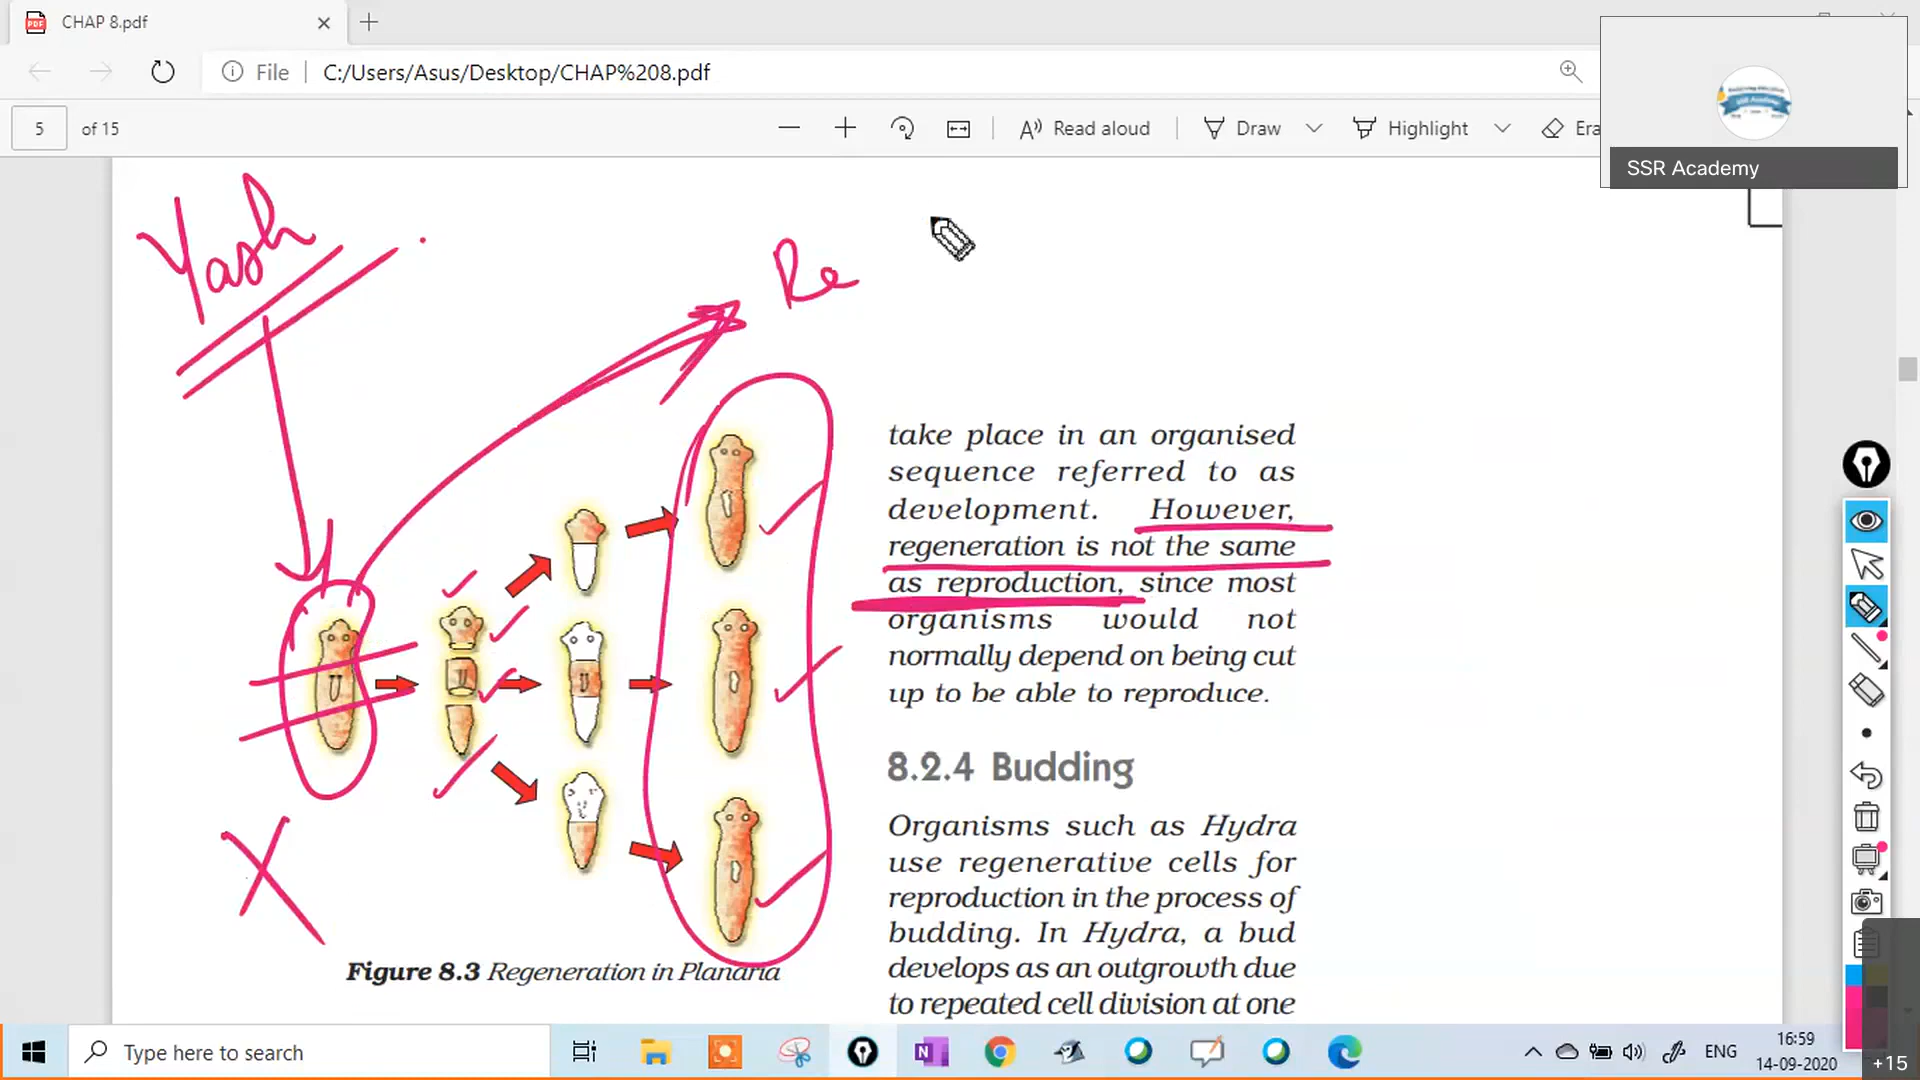 CHAP 8.pdf
File
C:/Users/Asus/Desktop/CHAP%208.pdf
5 of 15
Read aloud
Draw
Highlight
Era
SSR Academy
Yash
Re
take place in an organised
sequence referred to as
development. However,
regeneration is not the same
as reproduction, since most
organisms would not
normally depend on being cut
up to be able to reproduce.
8.2.4 Budding
Organisms such as Hydra
use regenerative cells for
reproduction in the process of
budding. In Hydra, a bud
develops as an outgrowth due
to repeated cell division at one
X
Figure 8.3 Regeneration in Planaria
Type here to search
ENG
16:59
14-09-2020
+15